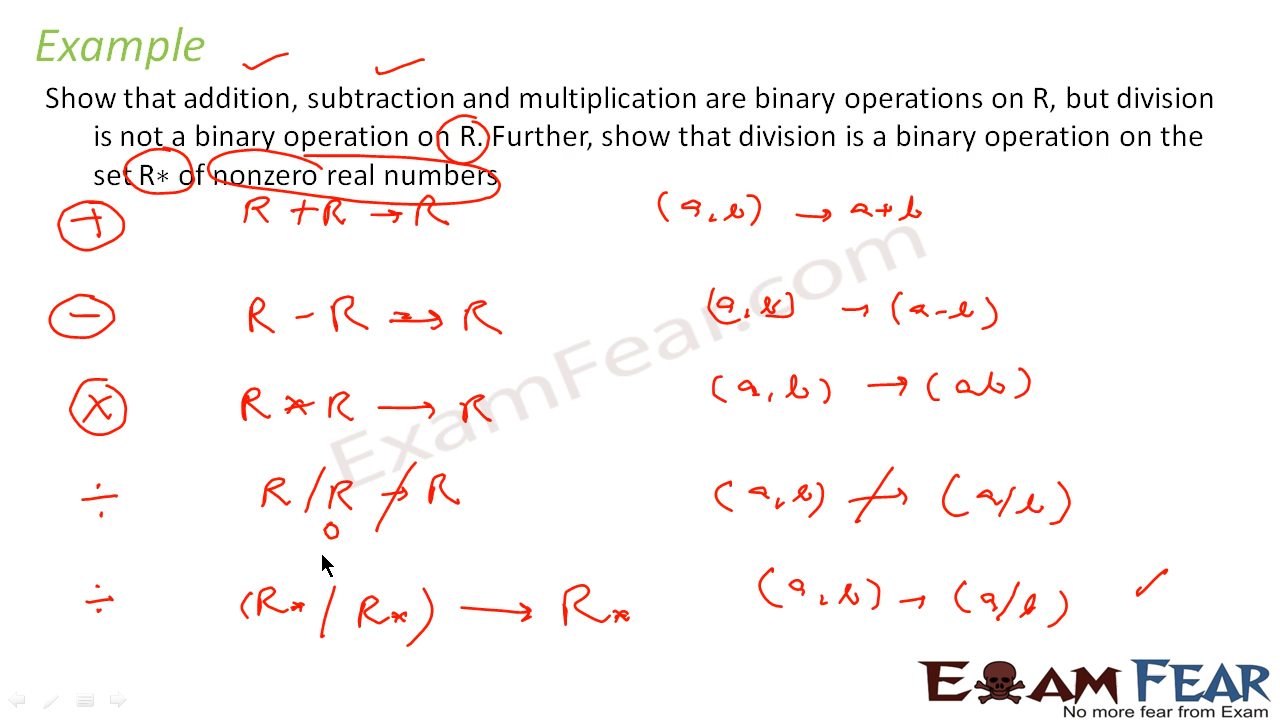 Example
Show that addition, subtraction and multiplication are binary operations on R, but division
is not a binary operation on R. Further, show that division is a binary operation on the
set R∗ of nonzero real numbers
+ R + R → R (a, b) → a + b
− R − R → R (a, b) → (a − b)
× R * R → R (a, b) → (ab)
÷ R / R ↛ R (a, b) ↛ (a/b)
0
÷ (R* / R*) → R* (a, b) → (a/b) ✓
ExamFear.com
EXAM FEAR
No more fear from Exam